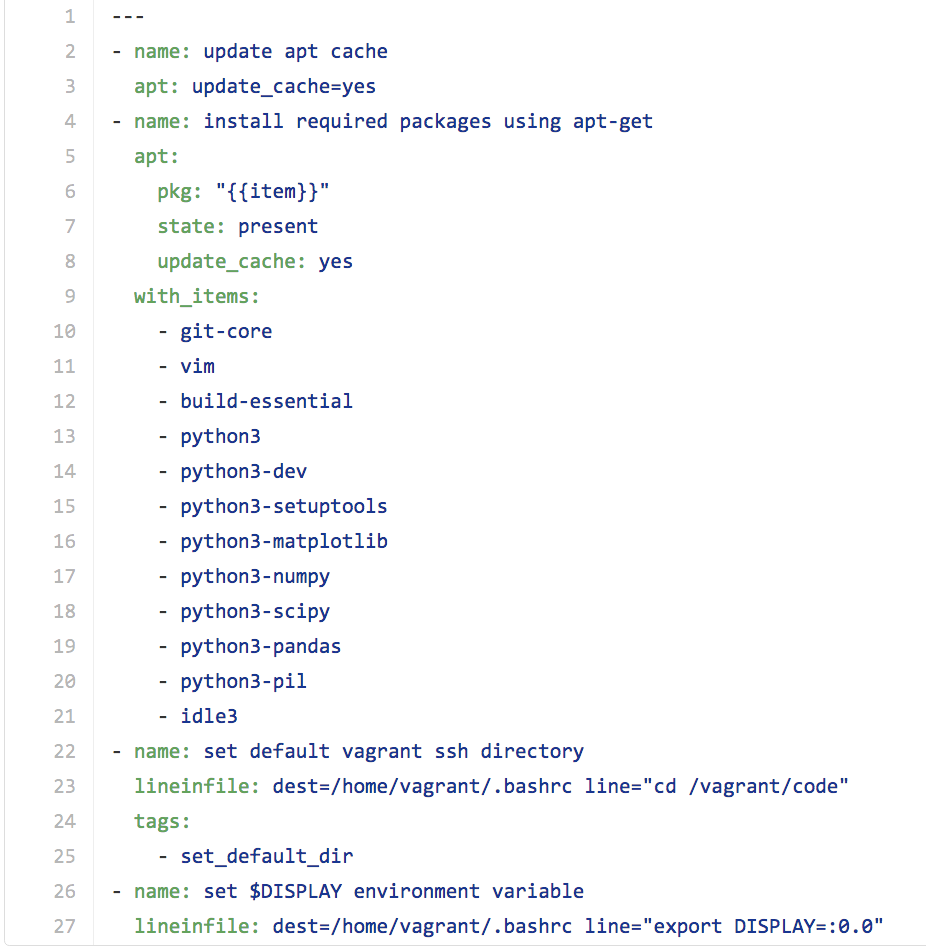 1 ---
2 - name: update apt cache
3   apt: update_cache=yes
4 - name: install required packages using apt-get
5   apt:
6     pkg: "{{item}}"
7     state: present
8     update_cache: yes
9   with_items:
10     - git-core
11     - vim
12     - build-essential
13     - python3
14     - python3-dev
15     - python3-setuptools
16     - python3-matplotlib
17     - python3-numpy
18     - python3-scipy
19     - python3-pandas
20     - python3-pil
21     - idle3
22 - name: set default vagrant ssh directory
23   lineinfile: dest=/home/vagrant/.bashrc line="cd /vagrant/code"
24   tags:
25     - set_default_dir
26 - name: set $DISPLAY environment variable
27   lineinfile: dest=/home/vagrant/.bashrc line="export DISPLAY=:0.0"